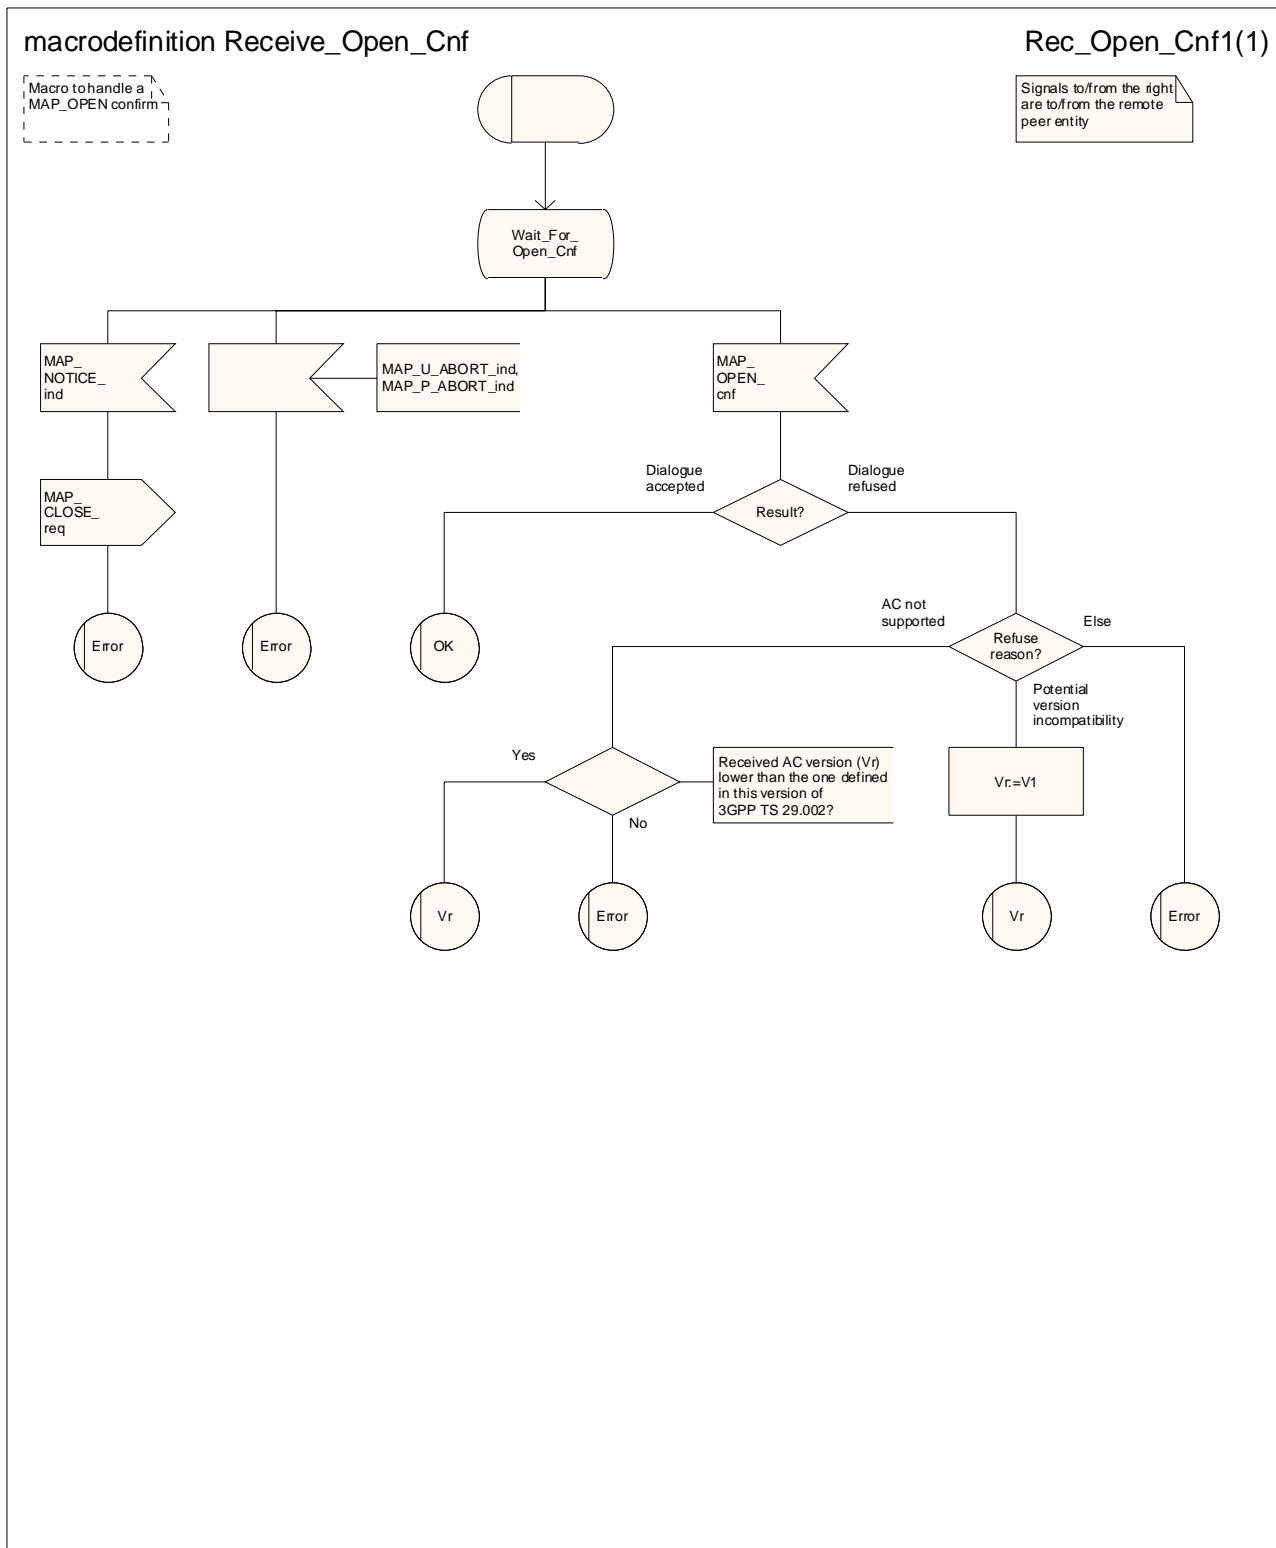 macrodefinition Receive_Open_Cnf
Rec_Open_Cnf1(1)
Macro to handle a
MAP_OPEN confirm
Signals to/from the right
are to/from the remote
peer entity
Wait_For_
Open_Cnf
MAP_
NOTICE_
ind
MAP_U_ABORT_ind,
MAP_P_ABORT_ind
MAP_
OPEN_
cnf
Dialogue
accepted
Dialogue
refused
MAP_
CLOSE_
req
Result?
AC not
supported
Else
Error
Error
OK
Refuse
reason?
Potential
version
incompatibility
Yes
Received AC version (Vr)
lower than the one defined
in this version of
3GPP TS 29.002?
Vr:=V1
No
Vr
Error
Vr
Error